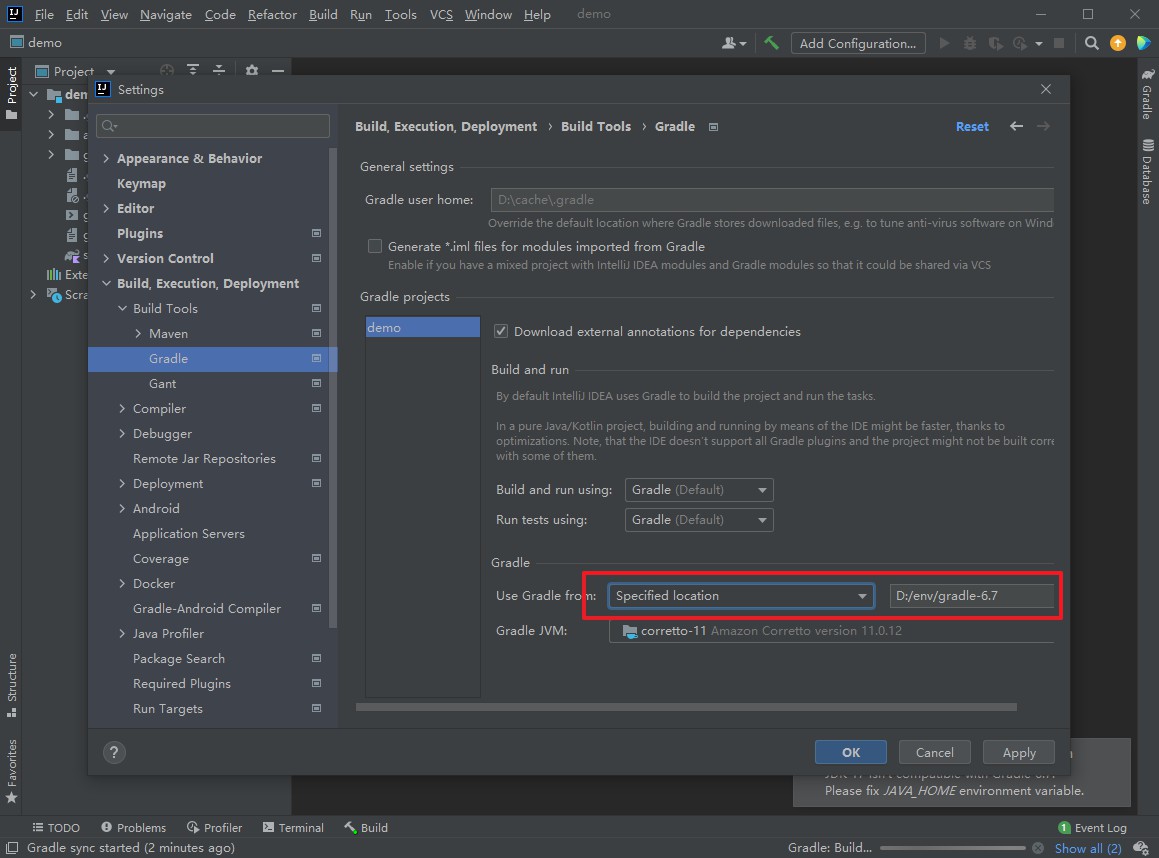 File Edit View Navigate Code Refactor Build Run Tools VCS Window Help demo
demo
Add Configuration...
Project
Project
Settings
Appearance & Behavior
Keymap
Editor
Plugins
Version Control
Build, Execution, Deployment
Build Tools
Maven
Gradle
Gant
Compiler
Debugger
Remote Jar Repositories
Deployment
Android
Application Servers
Coverage
Docker
Gradle-Android Compiler
Java Profiler
Package Search
Required Plugins
Run Targets
Build, Execution, Deployment › Build Tools › Gradle
Reset
General settings
Gradle user home: D:\cache\.gradle
Override the default location where Gradle stores downloaded files, e.g. to tune anti-virus software on Wind
Generate *.iml files for modules imported from Gradle
Enable if you have a mixed project with IntelliJ IDEA modules and Gradle modules so that it could be shared via VCS
Gradle projects
demo
Download external annotations for dependencies
Build and run
By default IntelliJ IDEA uses Gradle to build the project and run the tasks.
In a pure Java/Kotlin project, building and running by means of the IDE might be faster, thanks to
optimizations. Note, that the IDE doesn't support all Gradle plugins and the project might not be built corre
with some of them.
Build and run using: Gradle (Default)
Run tests using: Gradle (Default)
Gradle
Use Gradle from: Specified location D:/env/gradle-6.7
Gradle JVM: corretto-11 Amazon Corretto version 11.0.12
?
OK Cancel Apply
Please fix JAVA_HOME environment variable.
Gradle
Database
Structure
Favorites
TODO Problems Profiler Terminal Build
1 Event Log
Gradle sync started (2 minutes ago)
Gradle: Build... Show all (2)